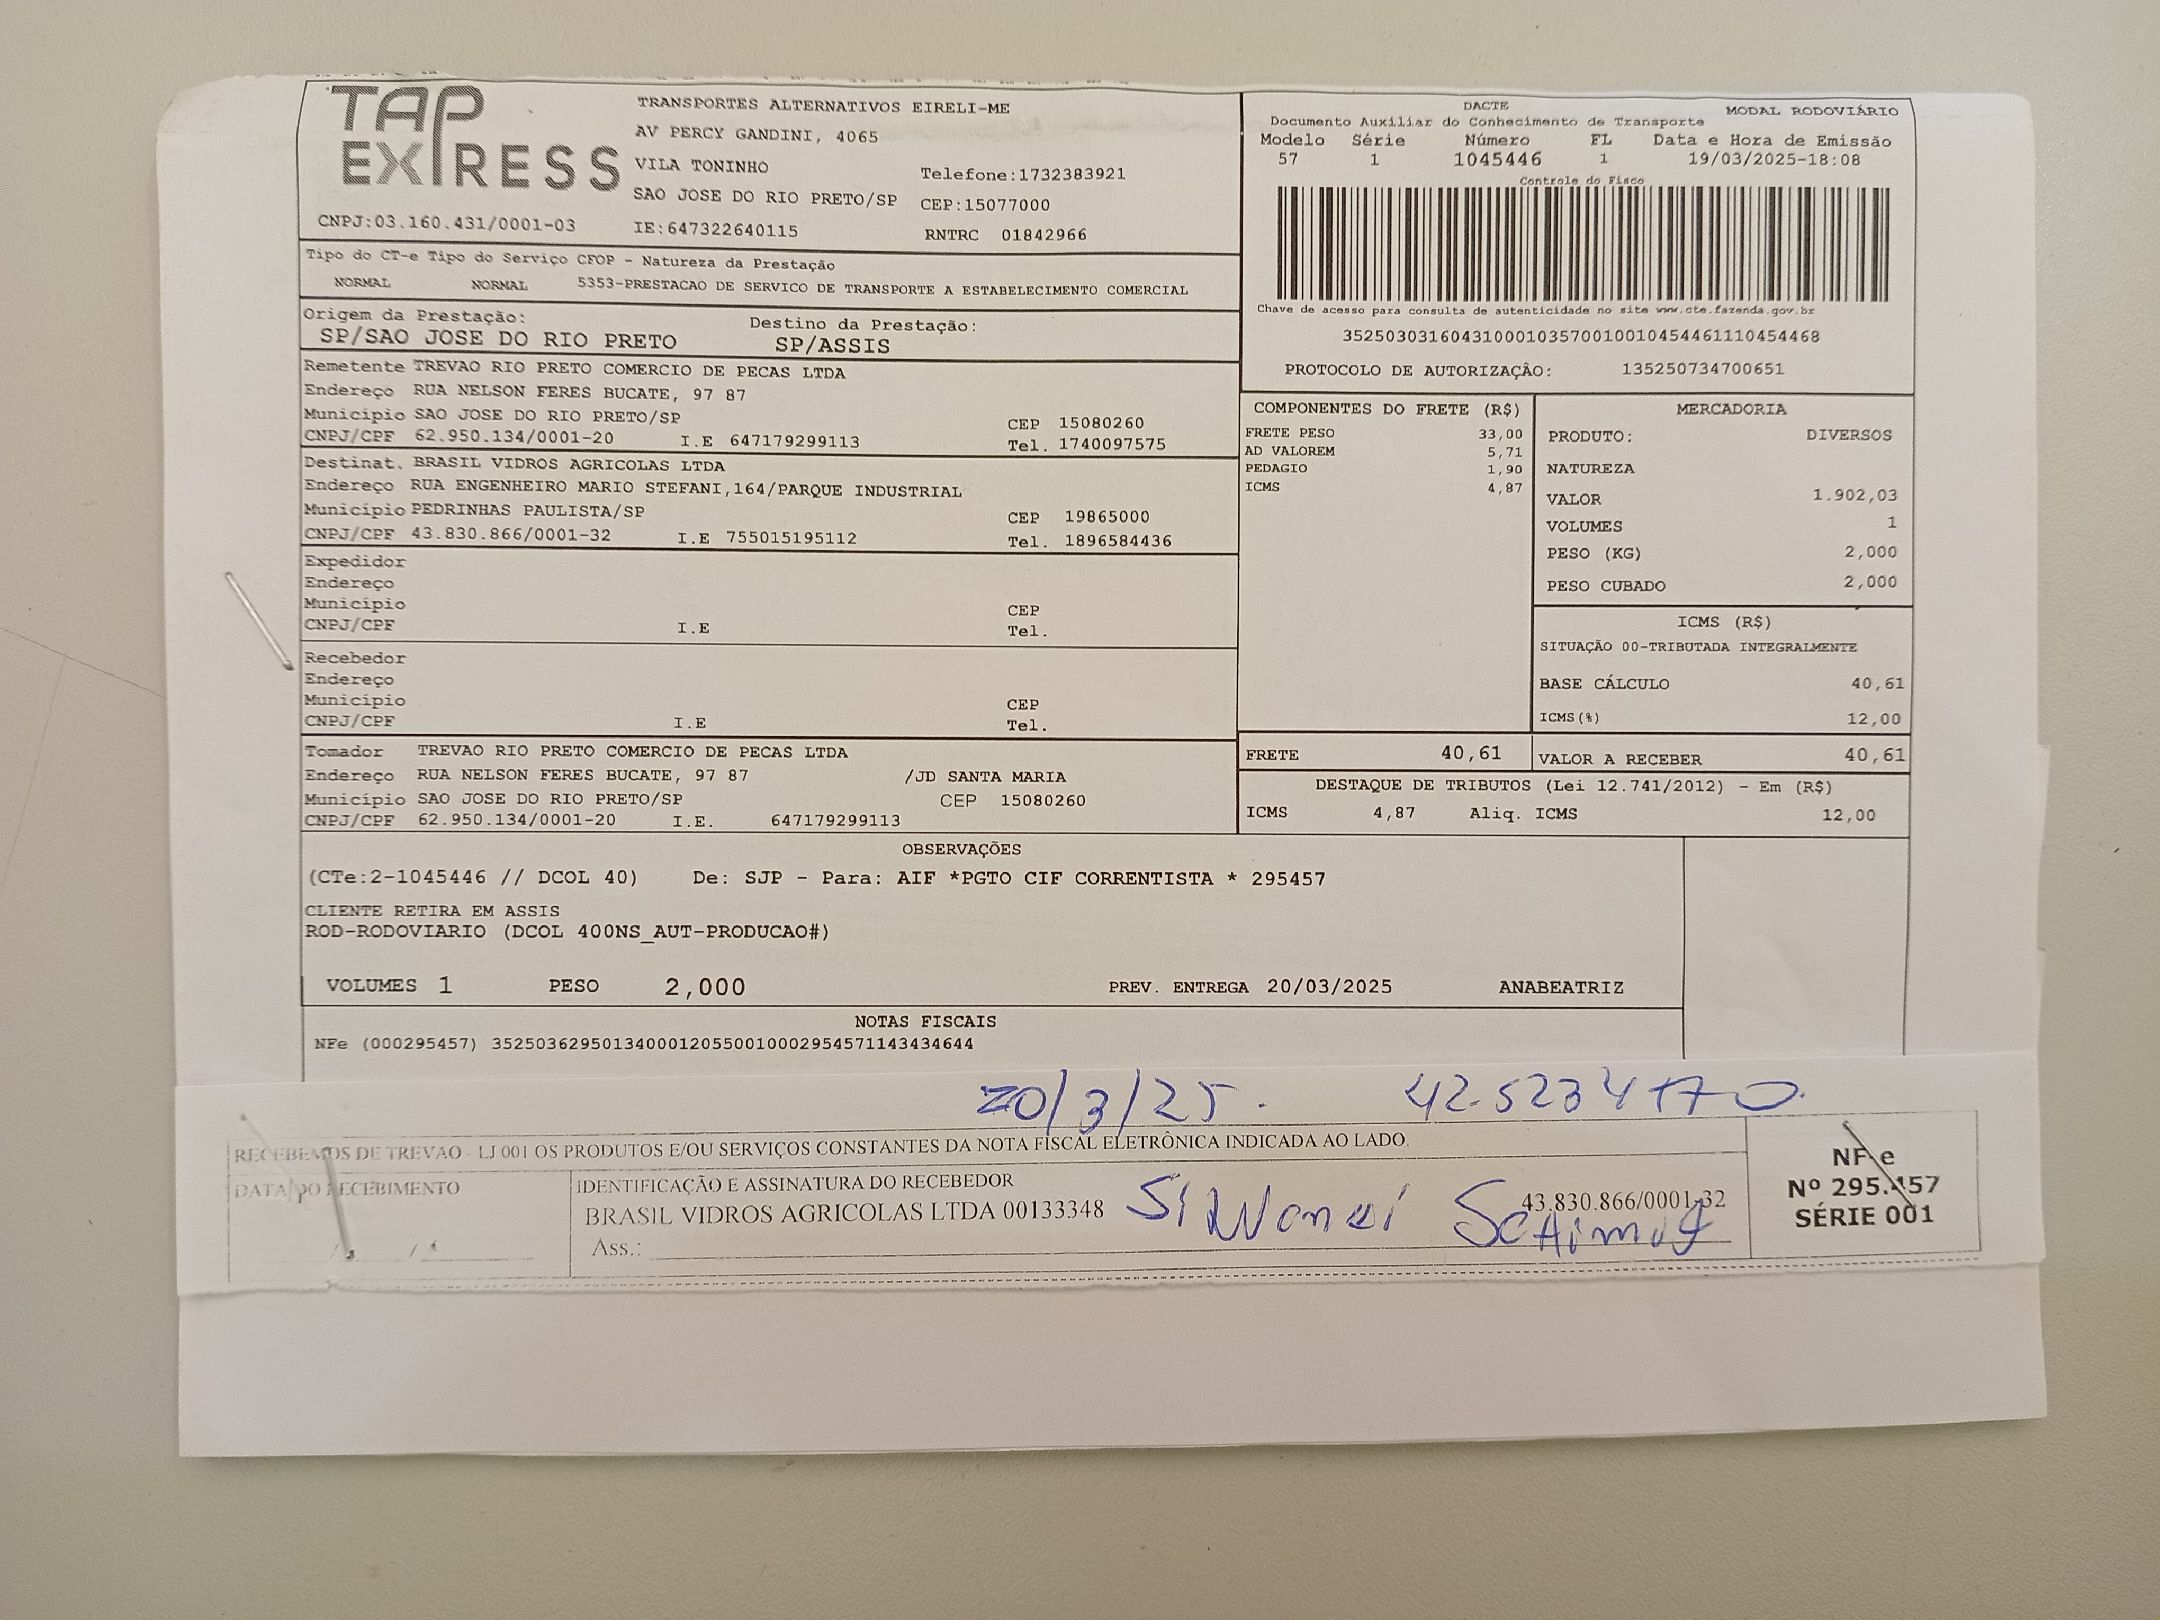 TAP EXPRESS
TRANSPORTES ALTERNATIVOS EIRELI-ME
AV PERCY GANDINI, 4065
VILA TONINHO
Telefone:1732383921
SAO JOSE DO RIO PRETO/SP CEP:15077000
CNPJ:03.160.431/0001-03 IE:647322640115 RNTRC 01842966
DACTE MODAL RODOVIÁRIO
Documento Auxiliar do Conhecimento de Transporte
Modelo Série Número FL Data e Hora de Emissão
57 1 1045446 1 19/03/2025-18:08
Controle do Fisco
Chave de acesso para consulta de autenticidade no site www.cte.fazenda.gov.br
35250303160431000103570010010454461110454468
PROTOCOLO DE AUTORIZAÇÃO: 135250734700651
Tipo do CT-e Tipo do Serviço CFOP - Natureza da Prestação
NORMAL NORMAL 5353-PRESTACAO DE SERVICO DE TRANSPORTE A ESTABELECIMENTO COMERCIAL
Origem da Prestação: Destino da Prestação:
SP/SAO JOSE DO RIO PRETO SP/ASSIS
Remetente TREVAO RIO PRETO COMERCIO DE PECAS LTDA
Endereço RUA NELSON FERES BUCATE, 97 87
Município SAO JOSE DO RIO PRETO/SP CEP 15080260
CNPJ/CPF 62.950.134/0001-20 I.E 647179299113 Tel. 1740097575
Destinat. BRASIL VIDROS AGRICOLAS LTDA
Endereço RUA ENGENHEIRO MARIO STEFANI,164/PARQUE INDUSTRIAL
Município PEDRINHAS PAULISTA/SP CEP 19865000
CNPJ/CPF 43.830.866/0001-32 I.E 755015195112 Tel. 1896584436
Expedidor
Endereço
Município CEP
CNPJ/CPF I.E Tel.
Recebedor
Endereço
Município CEP
CNPJ/CPF I.E Tel.
Tomador TREVAO RIO PRETO COMERCIO DE PECAS LTDA
Endereço RUA NELSON FERES BUCATE, 97 87 /JD SANTA MARIA
Município SAO JOSE DO RIO PRETO/SP CEP 15080260
CNPJ/CPF 62.950.134/0001-20 I.E. 647179299113
COMPONENTES DO FRETE (R$)
FRETE PESO 33,00
AD VALOREM 5,71
PEDAGIO 1,90
ICMS 4,87
MERCADORIA
PRODUTO: DIVERSOS
NATUREZA
VALOR 1.902,03
VOLUMES 1
PESO (KG) 2,000
PESO CUBADO 2,000
ICMS (R$)
SITUAÇÃO 00-TRIBUTADA INTEGRALMENTE
BASE CÁLCULO 40,61
ICMS(%) 12,00
FRETE 40,61 VALOR A RECEBER 40,61
DESTAQUE DE TRIBUTOS (Lei 12.741/2012) - Em (R$)
ICMS 4,87 Aliq. ICMS 12,00
OBSERVAÇÕES
(CTe:2-1045446 // DCOL 40) De: SJP - Para: AIF *PGTO CIF CORRENTISTA * 295457
CLIENTE RETIRA EM ASSIS
ROD-RODOVIARIO (DCOL 400NS_AUT-PRODUCAO#)
VOLUMES 1 PESO 2,000 PREV. ENTREGA 20/03/2025 ANABEATRIZ
NOTAS FISCAIS
NFe (000295457) 35250362950134000120550010002954571143434644
20/3/25. 42.5234170.
RECEBEMOS DE TREVAO - LJ 001 OS PRODUTOS E/OU SERVIÇOS CONSTANTES DA NOTA FISCAL ELETRÔNICA INDICADA AO LADO.
DATA DO RECEBIMENTO
/ /
IDENTIFICAÇÃO E ASSINATURA DO RECEBEDOR
BRASIL VIDROS AGRICOLAS LTDA 00133348 43.830.866/0001-32
Ass.:
NF-e
Nº 295.457
SÉRIE 001